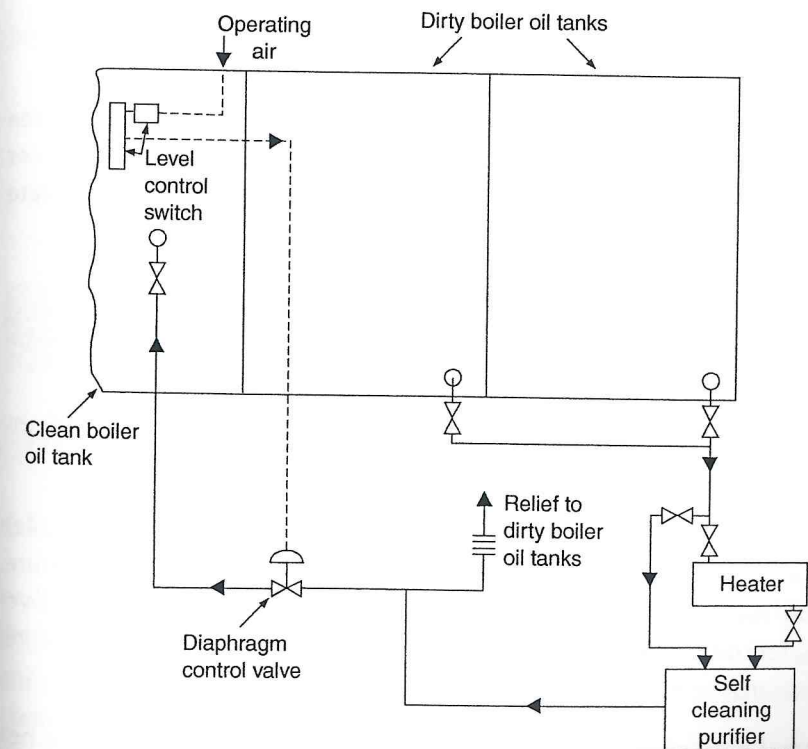 Operating
air
Dirty boiler oil tanks
Level
control
switch
Clean boiler
oil tank
Relief to
dirty boiler
oil tanks
Heater
Diaphragm
control valve
Self
cleaning
purifier